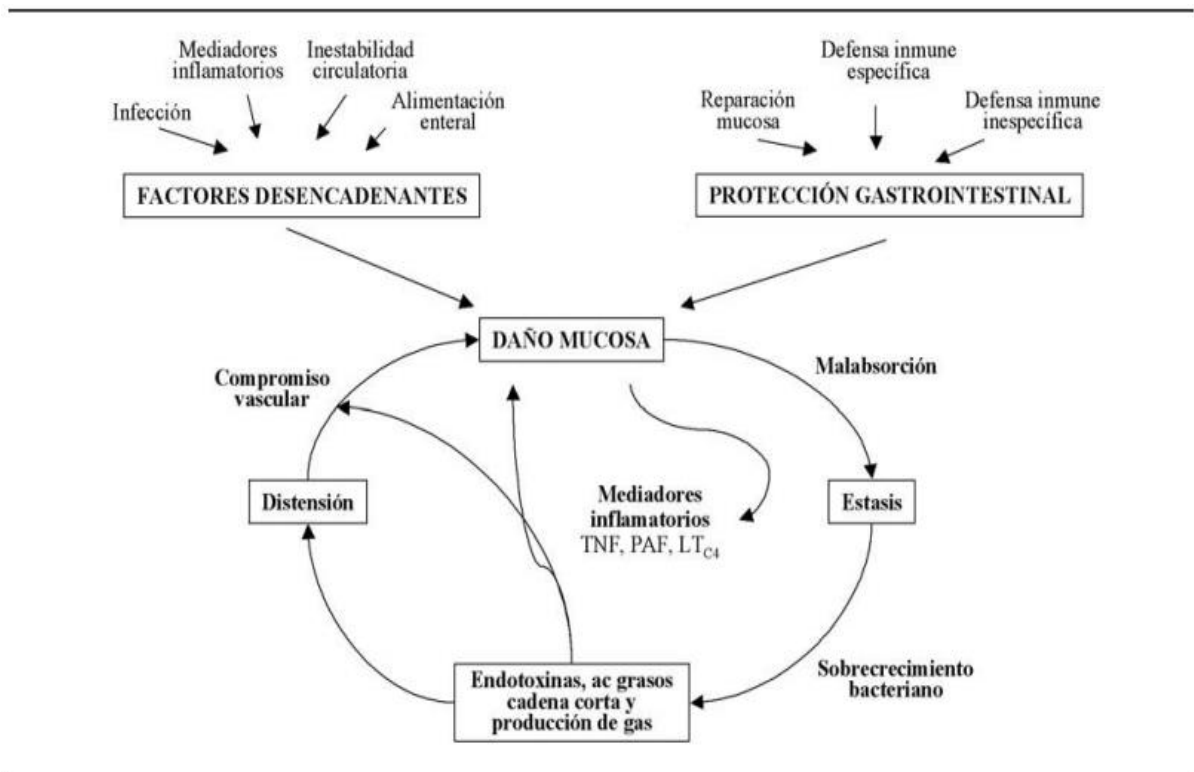 Mediadores
inflamatorios
Inestabilidad
circulatoria
Infección
Alimentación
enteral
Defensa inmune
específica
Reparación
mucosa
Defensa inmune
inespecífica
FACTORES DESENCADENANTES
PROTECCIÓN GASTROINTESTINAL
DAÑO MUCOSA
Compromiso
vascular
Malabsorción
Distensión
Mediadores
inflamatorios
TNF, PAF, LTC4
Estasis
Endotoxinas, ac grasos
cadena corta y
producción de gas
Sobrecrecimiento
bacteriano